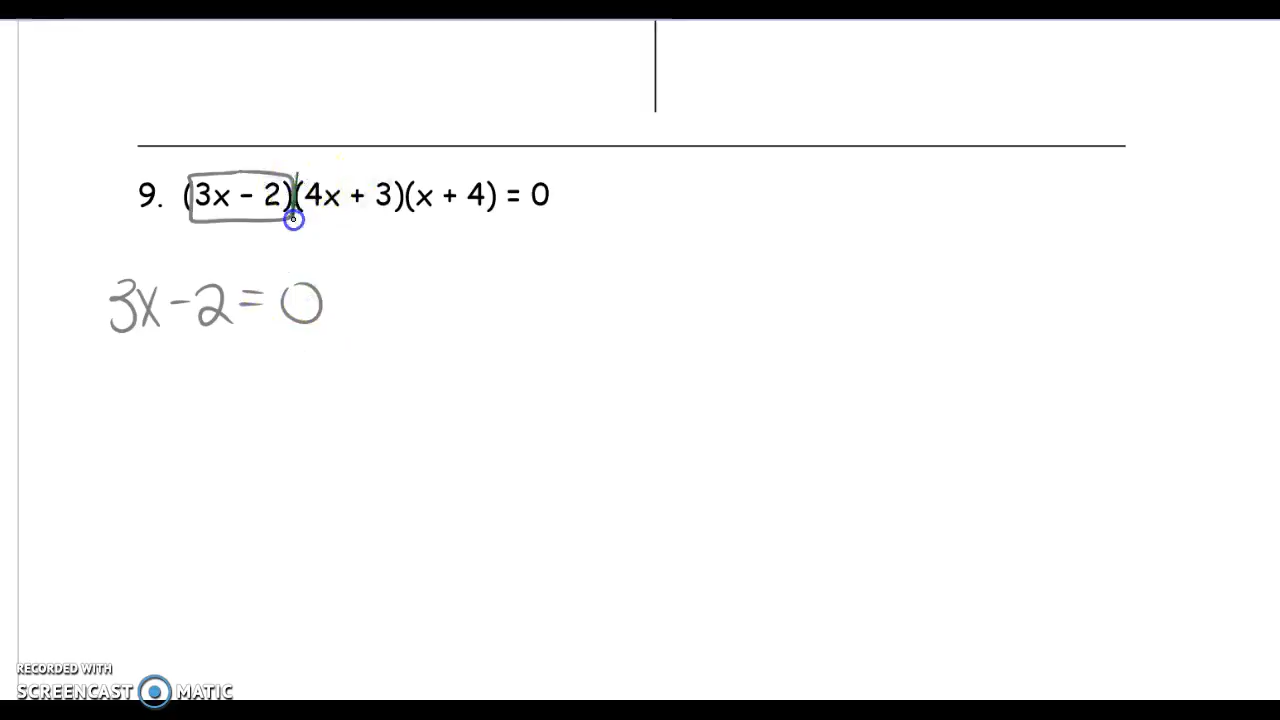 9. (3x - 2)(4x + 3)(x + 4) = 0
3x - 2 = 0
RECORDED WITH
SCREENCAST MATIC